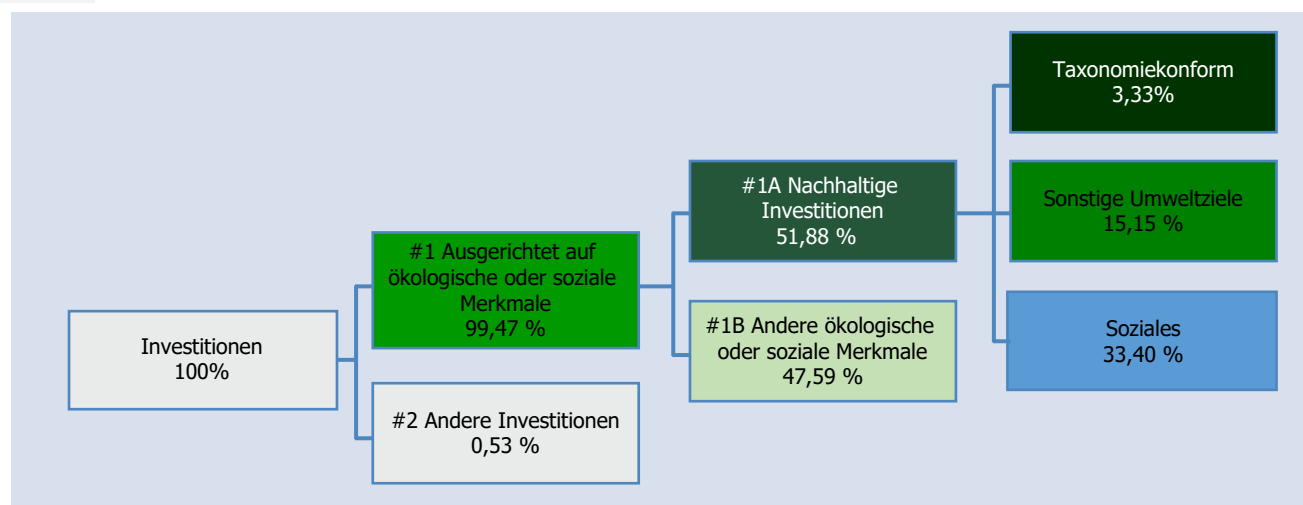 Investitionen
100%
#1 Ausgerichtet auf
ökologische oder soziale
Merkmale
99,47 %
#2 Andere Investitionen
0,53 %
#1A Nachhaltige
Investitionen
51,88 %
#1B Andere ökologische
oder soziale Merkmale
47,59 %
Taxonomiekonform
3,33%
Sonstige Umweltziele
15,15 %
Soziales
33,40 %